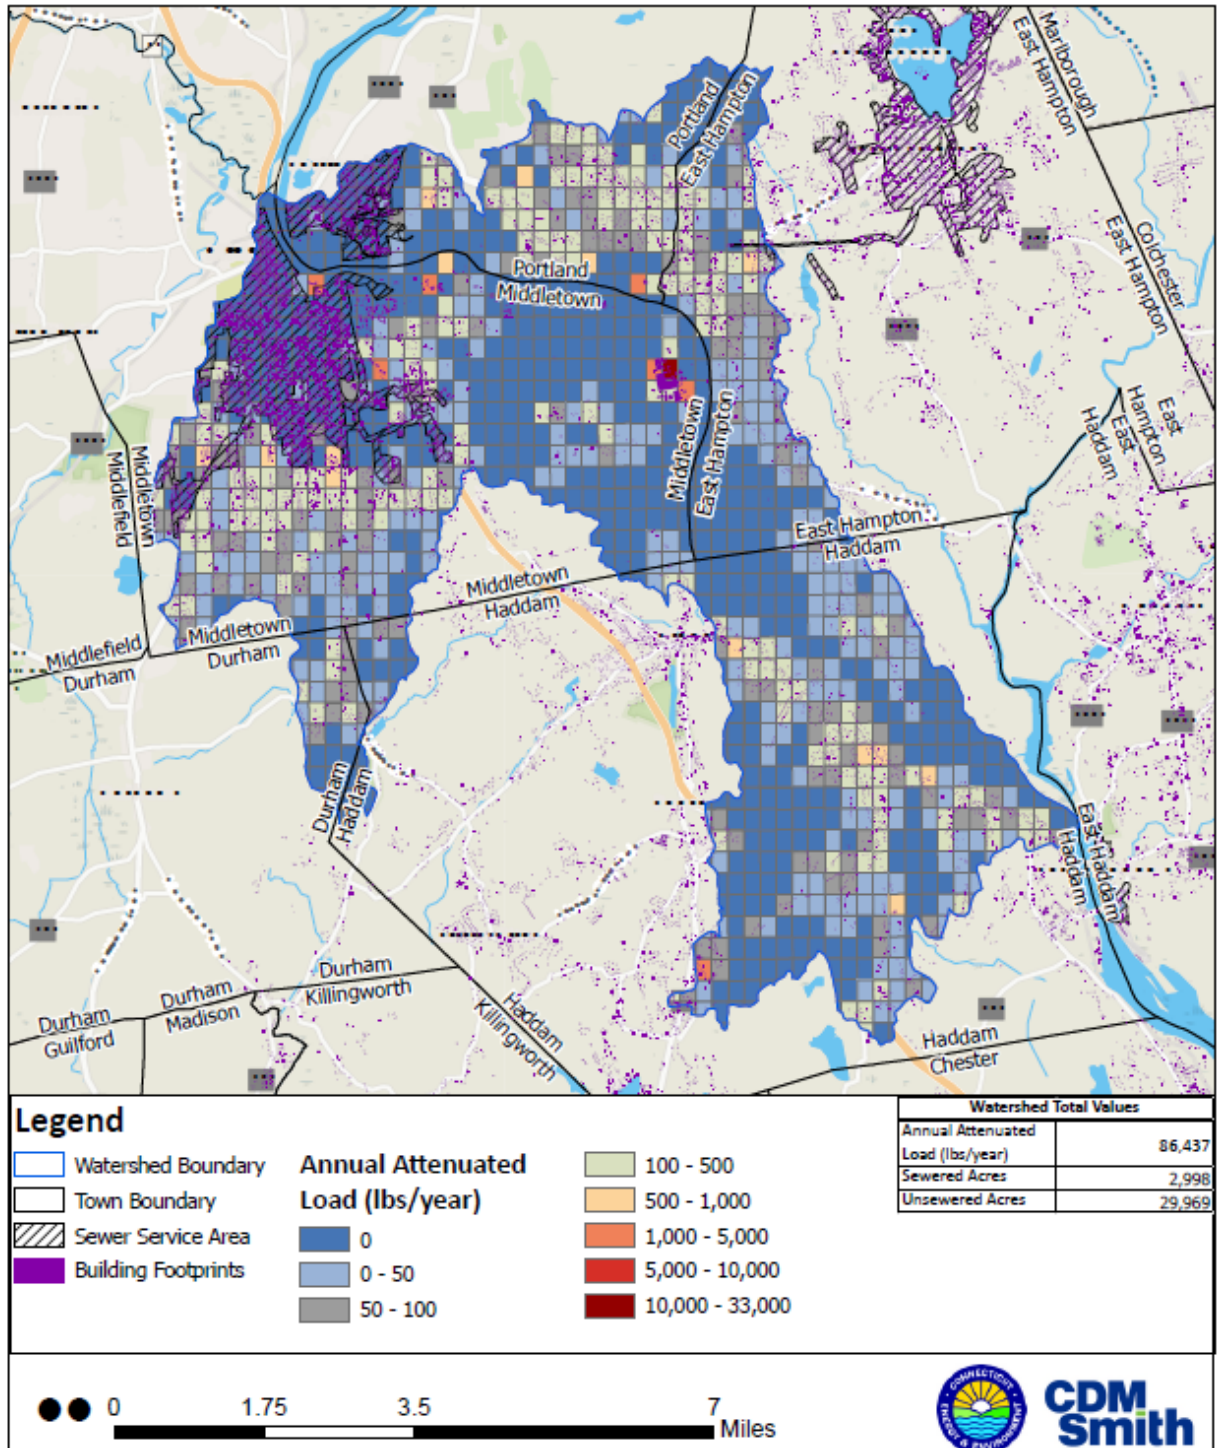 Marlborough
East Hampton
Portland
East Hampton
Colchester
East Hampton
Portland
Middletown
East
Hampton
East
Haddam
Middletown
East Hampton
Middletown
Middlefield
East Hampton
Haddam
Middletown
Haddam
Middletown
Durham
Middlefield
Durham
Durham
Haddam
East Haddam
Haddam
Durham
Killingworth
Durham
Madison
Durham
Guilford
Haddam
Killingworth
Haddam
Chester
Legend
Watershed Boundary
Town Boundary
Sewer Service Area
Building Footprints
Annual Attenuated
Load (lbs/year)
0
0 - 50
50 - 100
100 - 500
500 - 1,000
1,000 - 5,000
5,000 - 10,000
10,000 - 33,000
Watershed Total Values
Annual Attenuated
Load (lbs/year) 86,437
Sewered Acres 2,998
Unsewered Acres 29,969
0 1.75 3.5 7
Miles
CONNECTICUT
ENERGY & ENVIRONMENT
CDM
Smith